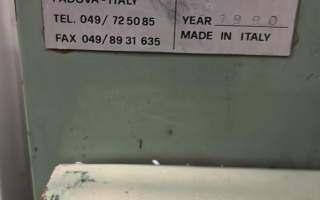 PADOVA - ITALY
TEL. 049/ 72 50 85
FAX 049/89 31 635
YEAR 1990
MADE IN ITALY